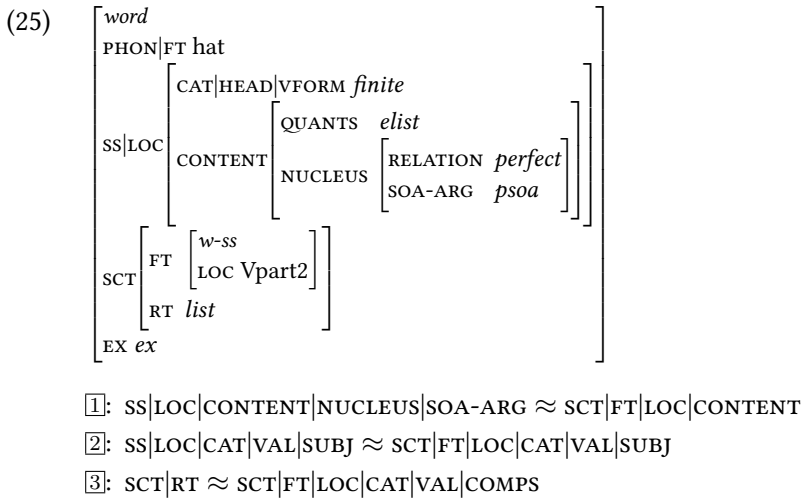 (25)
word
PHON|FT hat
SS|LOC
CAT|HEAD|VFORM finite
CONTENT
QUANTS elist
NUCLEUS
RELATION perfect
SOA-ARG psoa
SCT
FT
w-ss
LOC Vpart2
RT list
EX ex
1: SS|LOC|CONTENT|NUCLEUS|SOA-ARG ≈ SCT|FT|LOC|CONTENT
2: SS|LOC|CAT|VAL|SUBJ ≈ SCT|FT|LOC|CAT|VAL|SUBJ
3: SCT|RT ≈ SCT|FT|LOC|CAT|VAL|COMPS